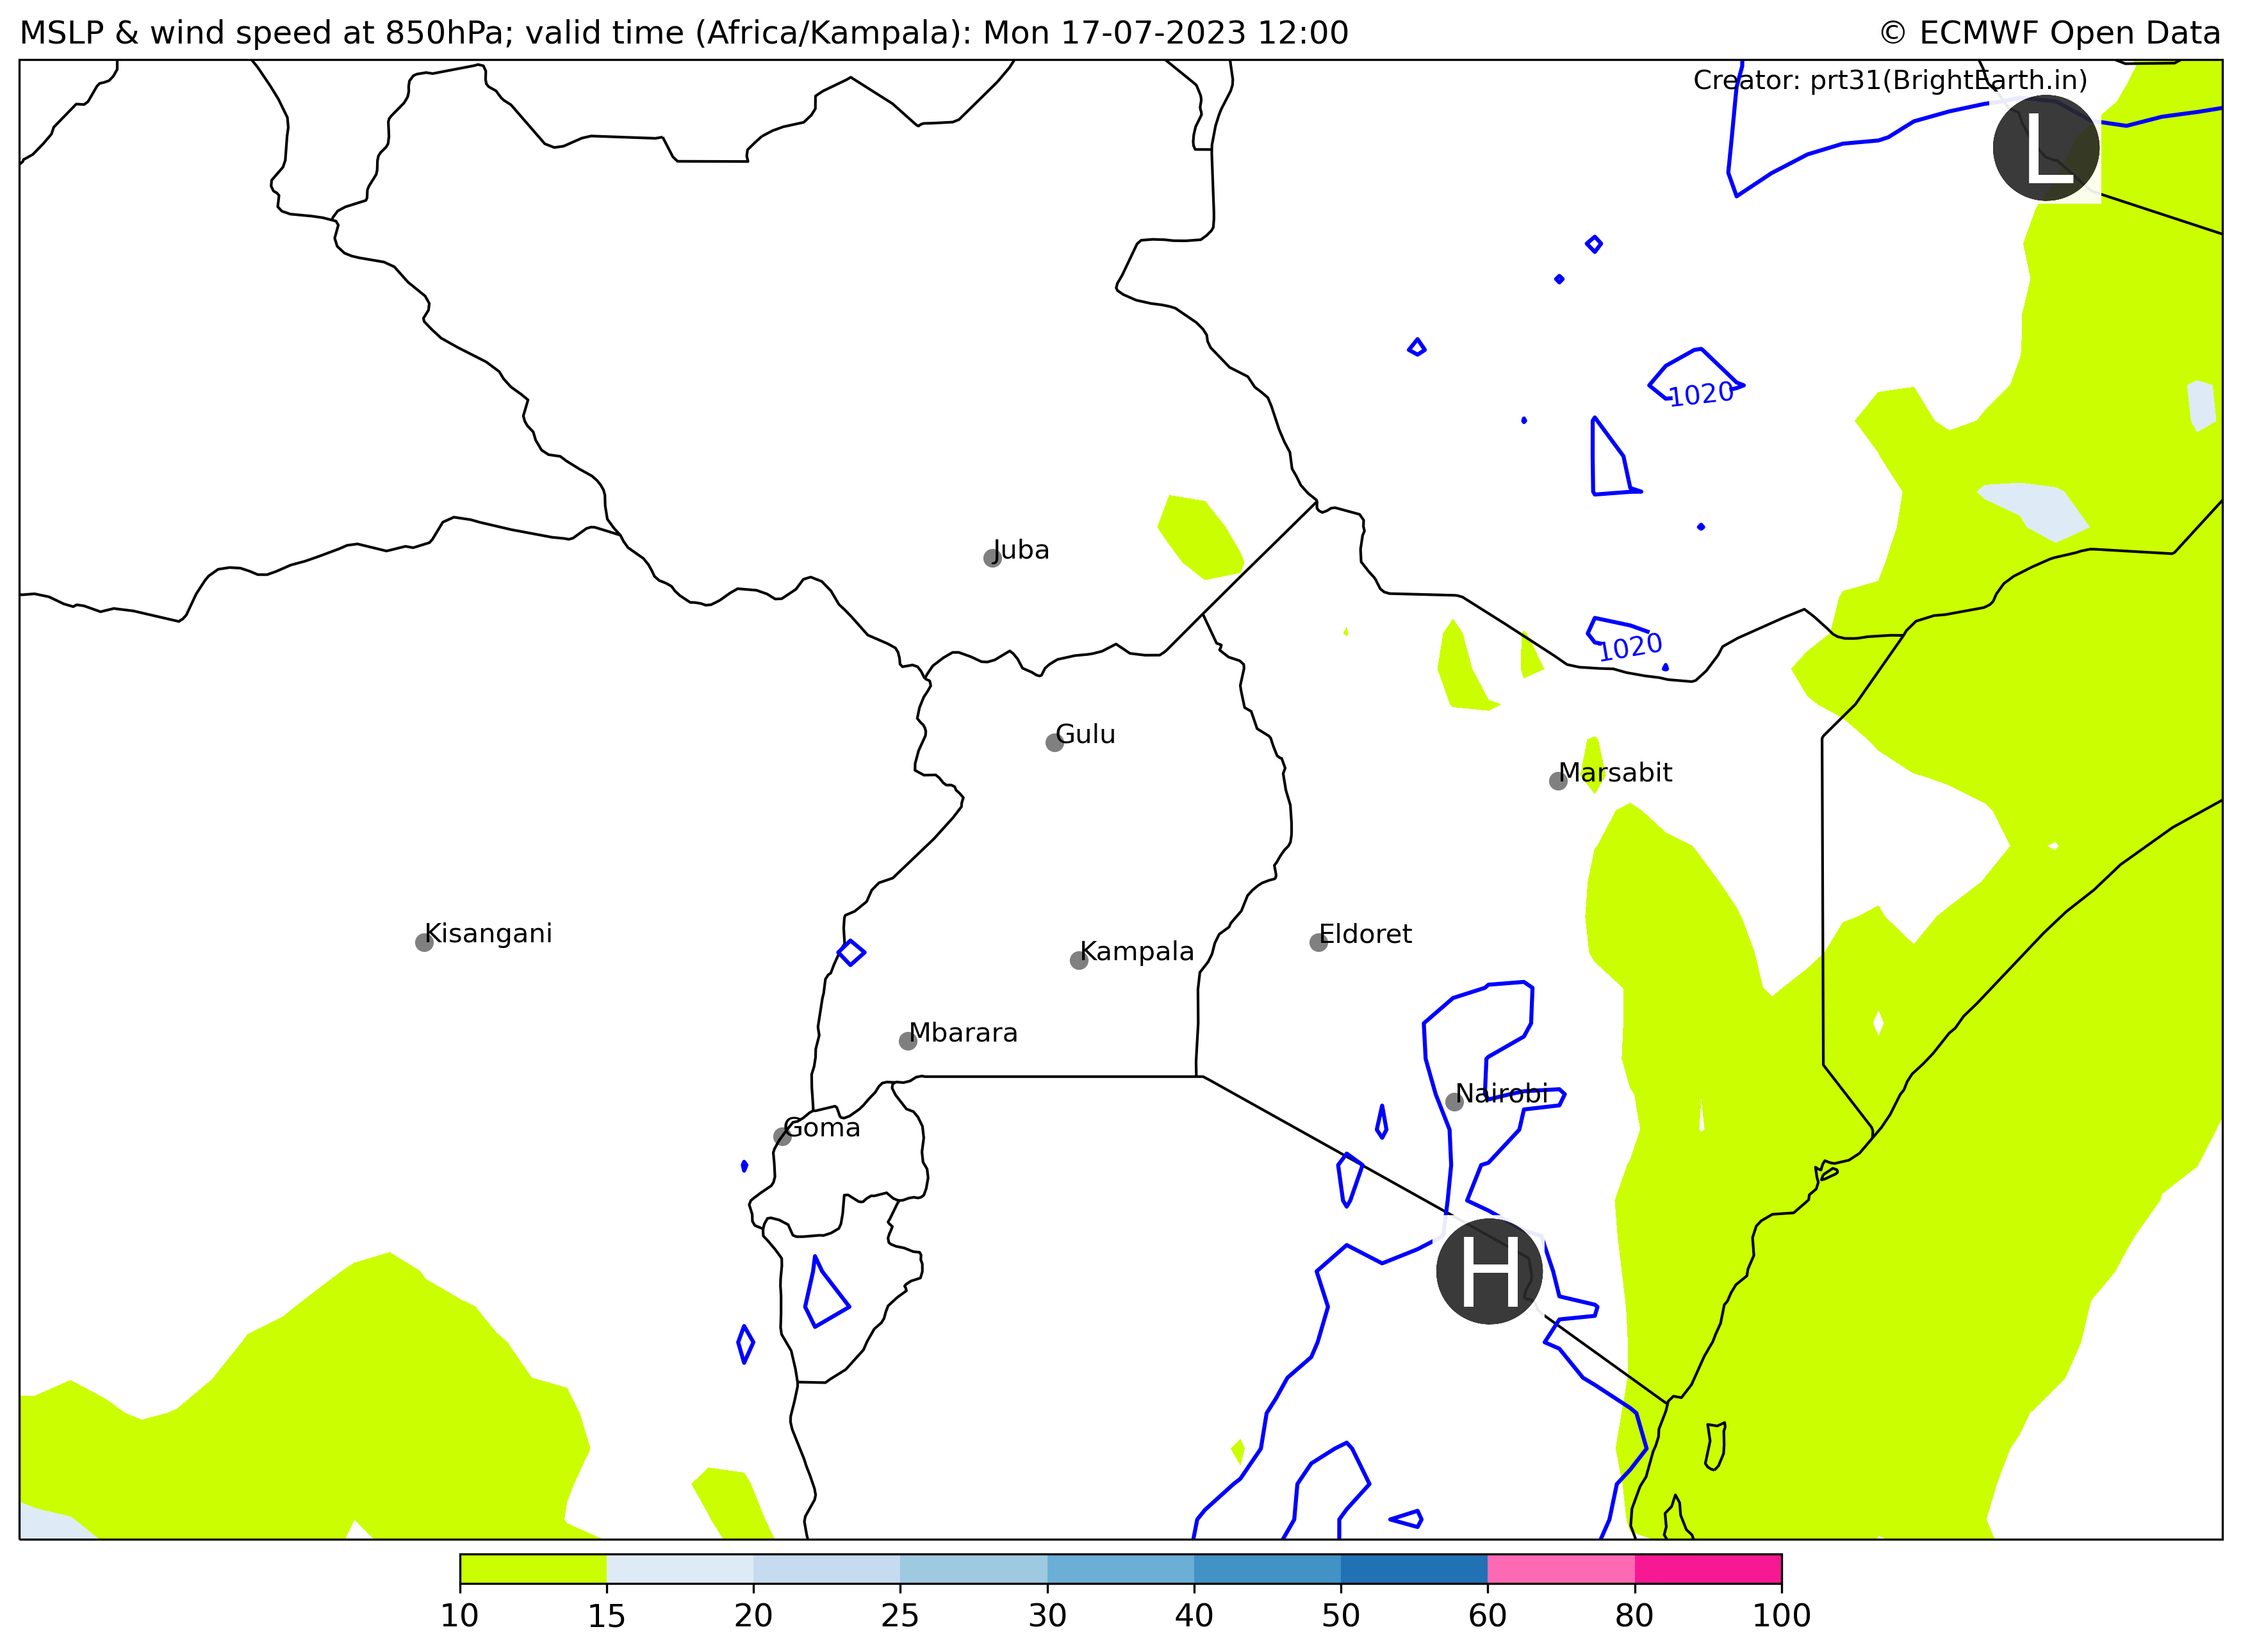 MSLP & wind speed at 850hPa; valid time (Africa/Kampala): Mon 17-07-2023 12:00
© ECMWF Open Data
Creator: prt31(BrightEarth.in)
L
1020
Juba
1020
Gulu
Marsabit
Kisangani
Eldoret
Kampala
Mbarara
Nairobi
Goma
H
10 15 20 25 30 40 50 60 80 100